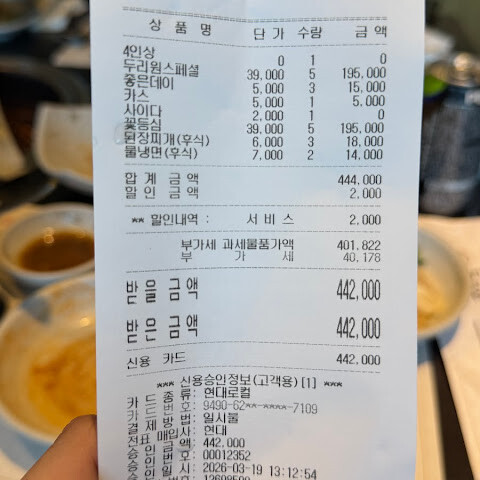 상 품 명 단 가 수량 금 액
4인상 0 1 0
두리원스페셜 39,000 5 195,000
좋은데이 5,000 3 15,000
카스 5,000 1 5,000
사이다 2,000 1 0
꽃등심 39,000 5 195,000
된장찌개(후식) 6,000 3 18,000
물냉면(후식) 7,000 2 14,000
합 계 금 액 444,000
할 인 금 액 2,000
** 할인내역 : 서 비 스 2,000
부가세 과세물품가액 401,822
부 가 세 40,178
받을 금액 442,000
받은 금액 442,000
신용 카드 442,000
*** 신용승인정보(고객용)[1] ***
카 드 종 류: 현대로컬
카 드 번 호: 9490-62**-****-7109
결 제 방 법: 일시불
전표 매입사: 현대
승 인 금 액: 442,000
승 인 번 호: 00012352
승 인 일 시: 2026-03-19 13:12:54